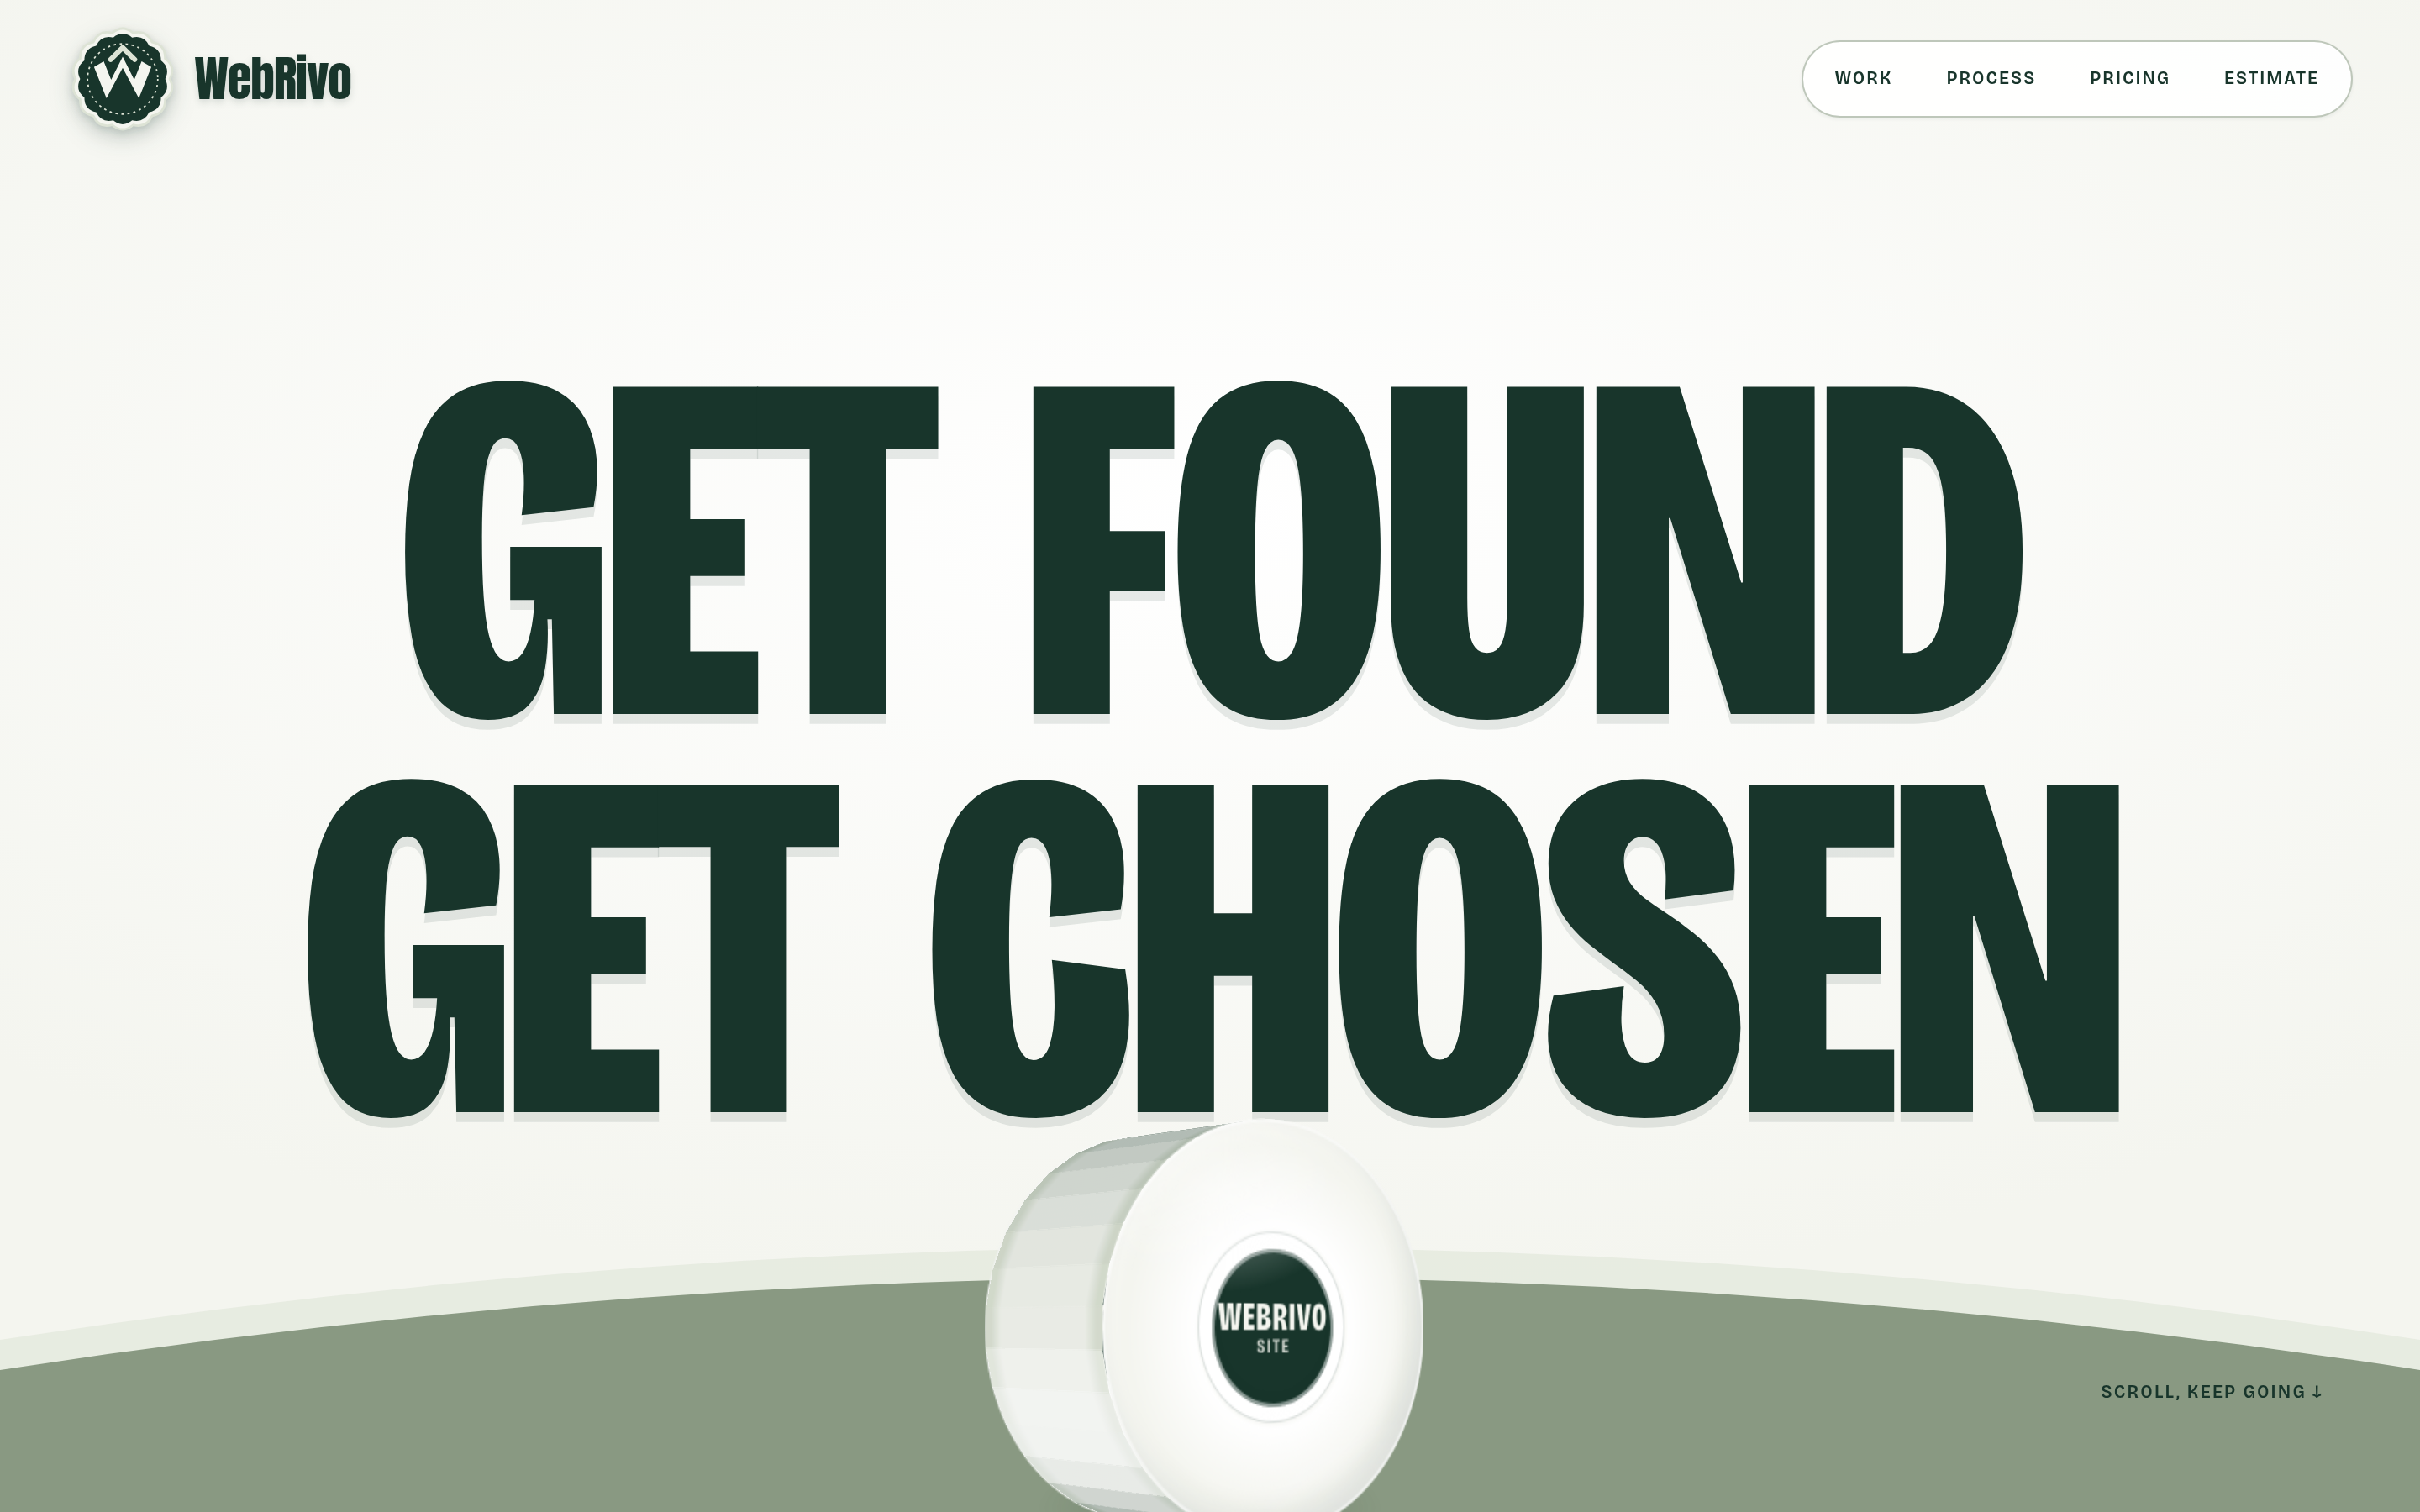 W
WebRivo
WORK PROCESS PRICING ESTIMATE
GET FOUND
GET CHOSEN
WEBRIVO
SITE
SCROLL, KEEP GOING ↓